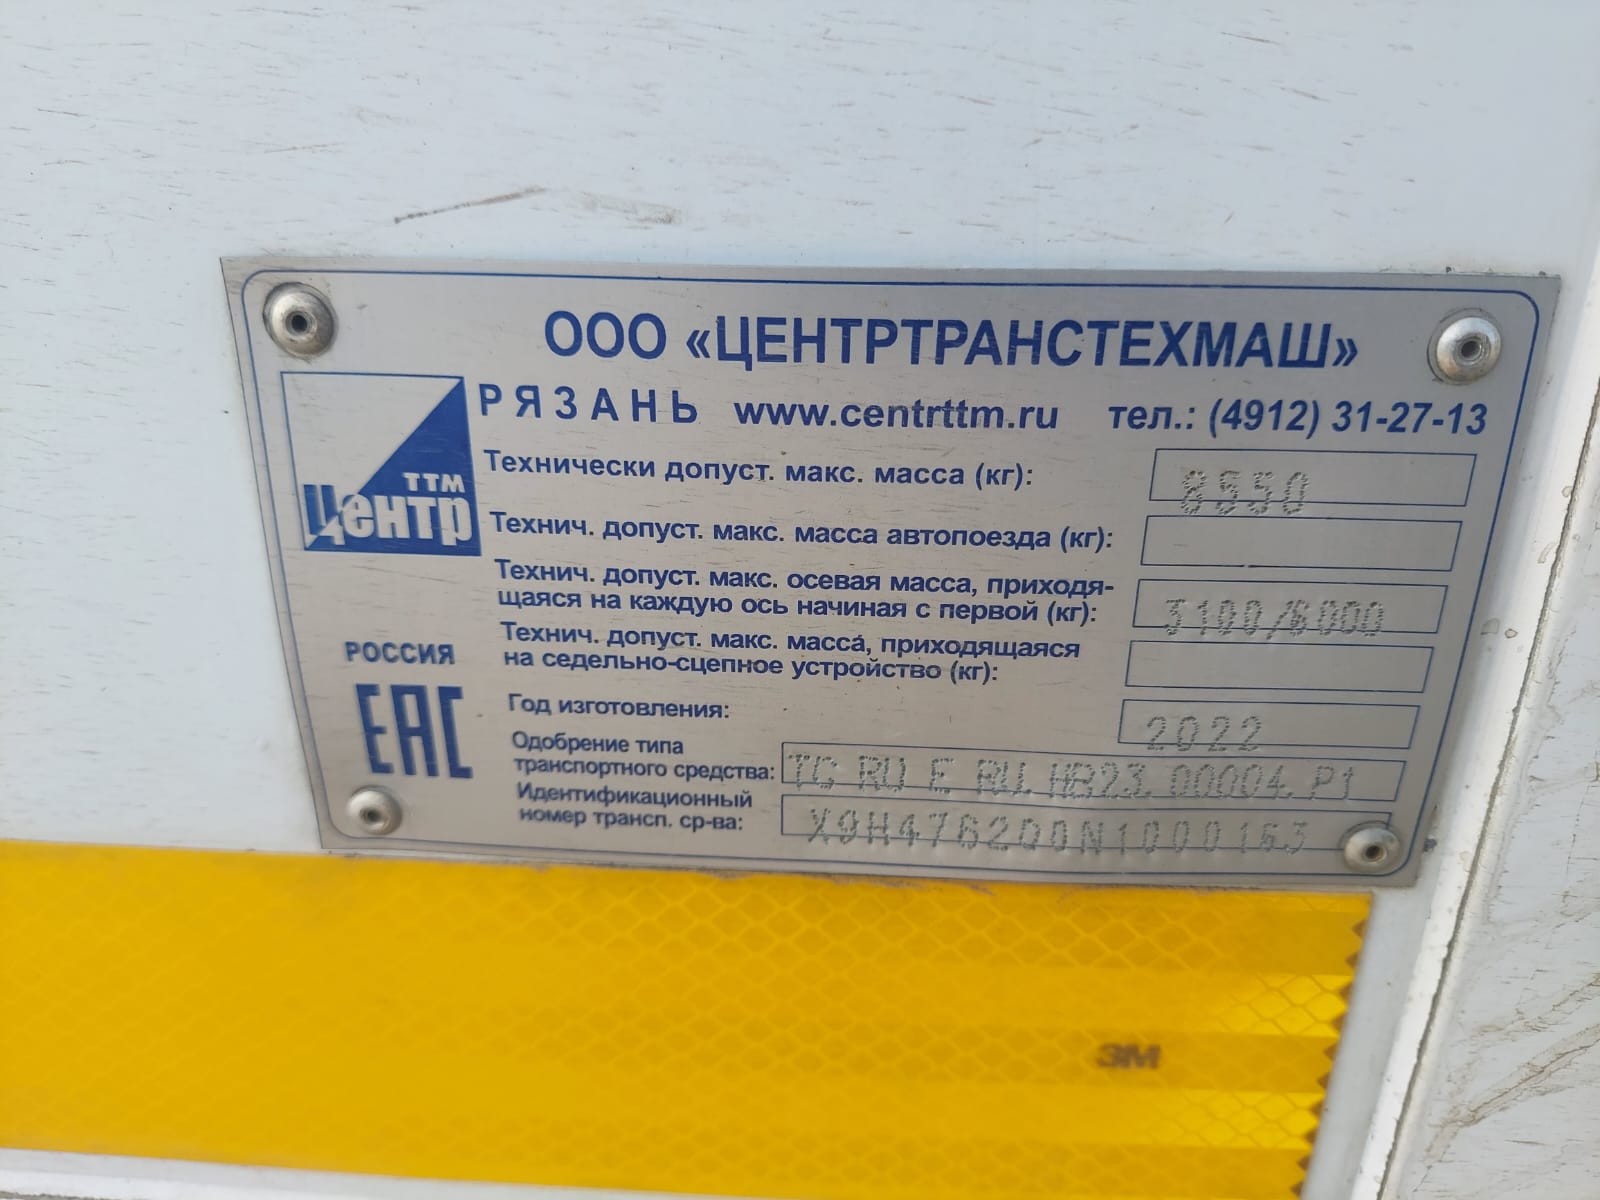 ООО «ЦЕНТРТРАНСТЕХМАШ»
РЯЗАНЬ www.centrttm.ru тел.: (4912) 31-27-13
ТТМ
Центр
Технически допуст. макс. масса (кг): 8550
Технич. допуст. макс. масса автопоезда (кг):
Технич. допуст. макс. осевая масса, приходя-
щаяся на каждую ось начиная с первой (кг): 3100/6000
Технич. допуст. макс. масса, приходящаяся
на седельно-сцепное устройство (кг):
РОССИЯ
EAC
Год изготовления: 2022
Одобрение типа
транспортного средства: ТС RU Е RU. НВ23. 00004. Р1
Идентификационный
номер трансп. ср-ва: X9H476200N1000163
3M